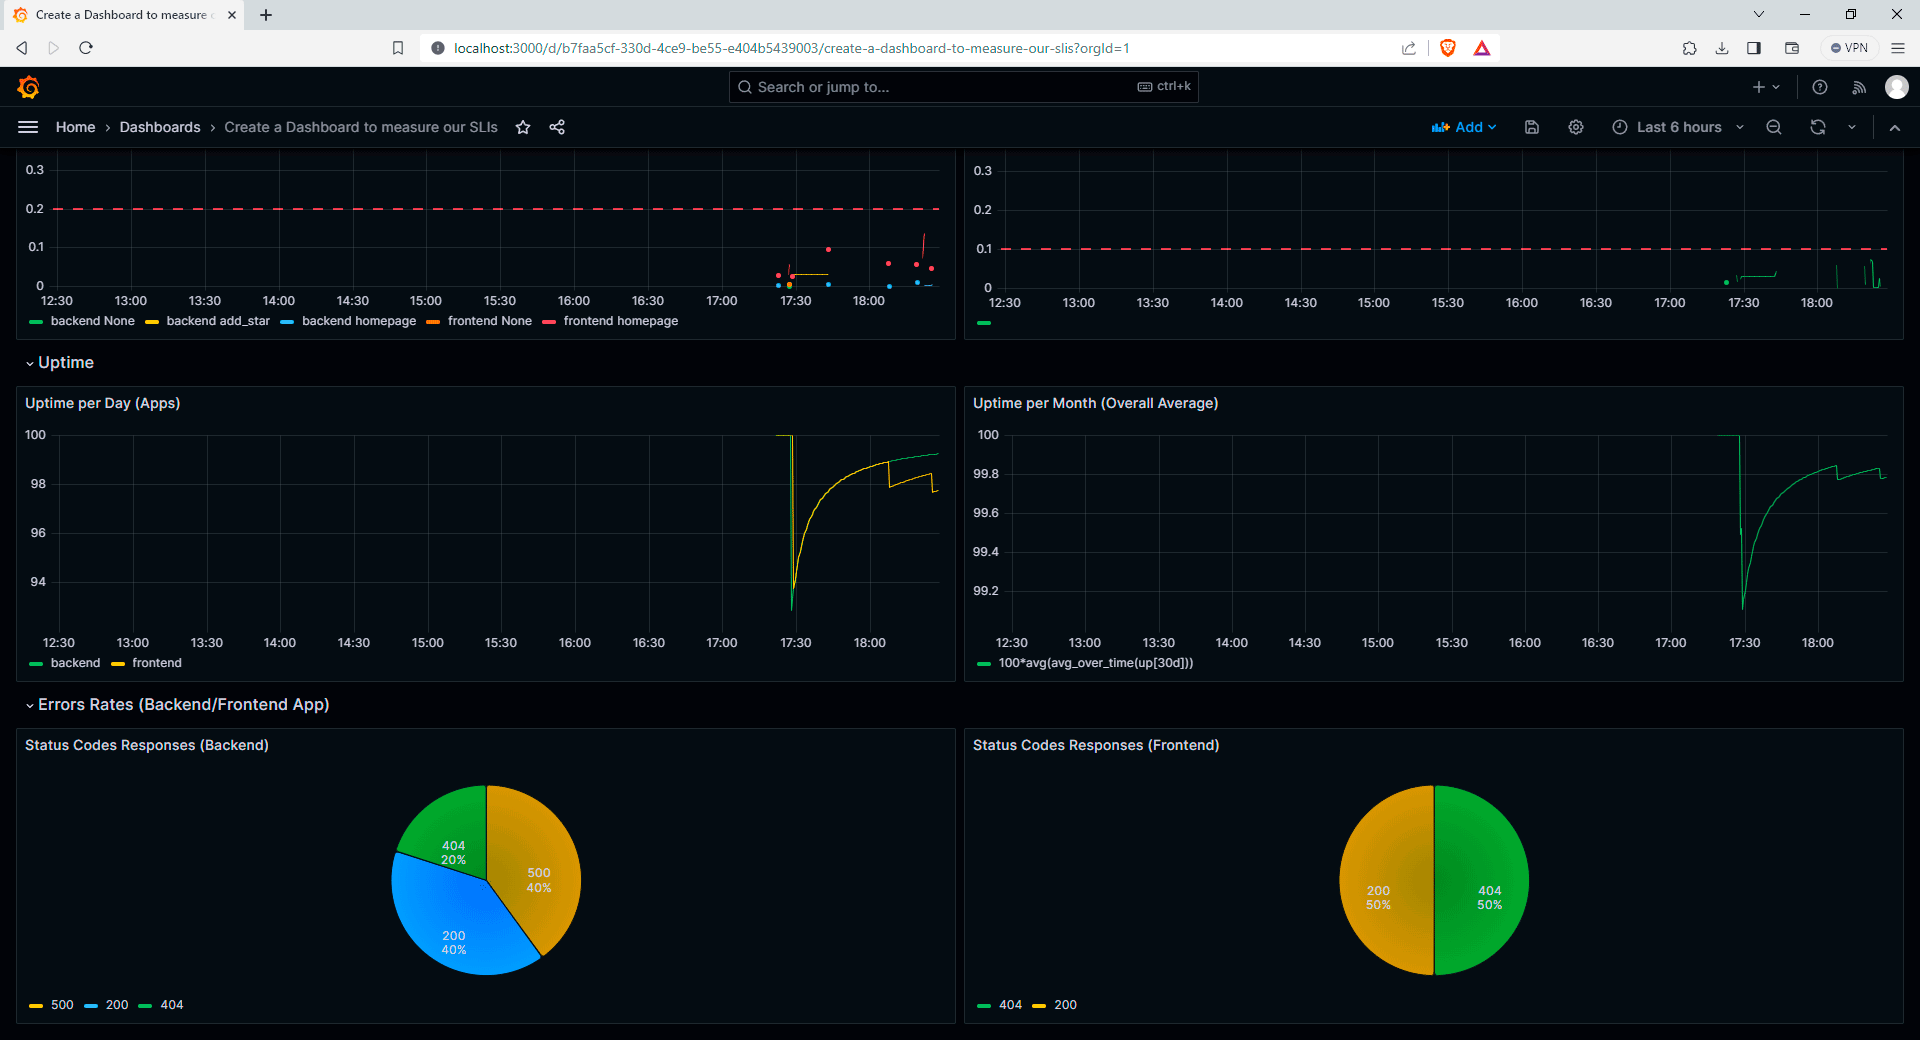 Create a Dashboard to measure o
localhost:3000/d/b7faa5cf-330d-4ce9-be55-e404b5439003/create-a-dashboard-to-measure-our-slis?orgId=1
VPN
Search or jump to...
ctrl+k
Home › Dashboards › Create a Dashboard to measure our SLIs
Add
Last 6 hours
0.3
0.2
0.1
0
12:30 13:00 13:30 14:00 14:30 15:00 15:30 16:00 16:30 17:00 17:30 18:00
backend None backend add_star backend homepage frontend None frontend homepage
0.3
0.2
0.1
0
12:30 13:00 13:30 14:00 14:30 15:00 15:30 16:00 16:30 17:00 17:30 18:00
Uptime
Uptime per Day (Apps)
100
98
96
94
12:30 13:00 13:30 14:00 14:30 15:00 15:30 16:00 16:30 17:00 17:30 18:00
backend frontend
Uptime per Month (Overall Average)
100
99.8
99.6
99.4
99.2
12:30 13:00 13:30 14:00 14:30 15:00 15:30 16:00 16:30 17:00 17:30 18:00
100*avg(avg_over_time(up[30d]))
Errors Rates (Backend/Frontend App)
Status Codes Responses (Backend)
404
20%
500
40%
200
40%
500 200 404
Status Codes Responses (Frontend)
200
50%
404
50%
404 200